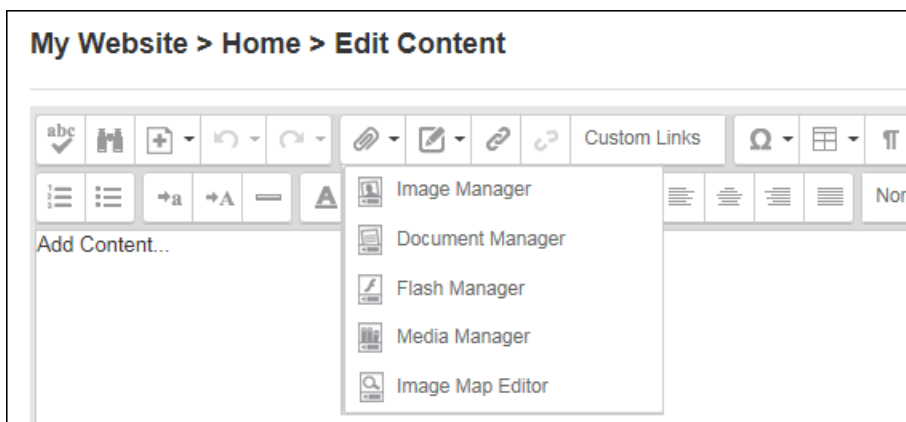 My Website > Home > Edit Content
abc
Custom Links
Ω
¶
a
A
A
Nor
Image Manager
Add Content...
Document Manager
Flash Manager
Media Manager
Image Map Editor